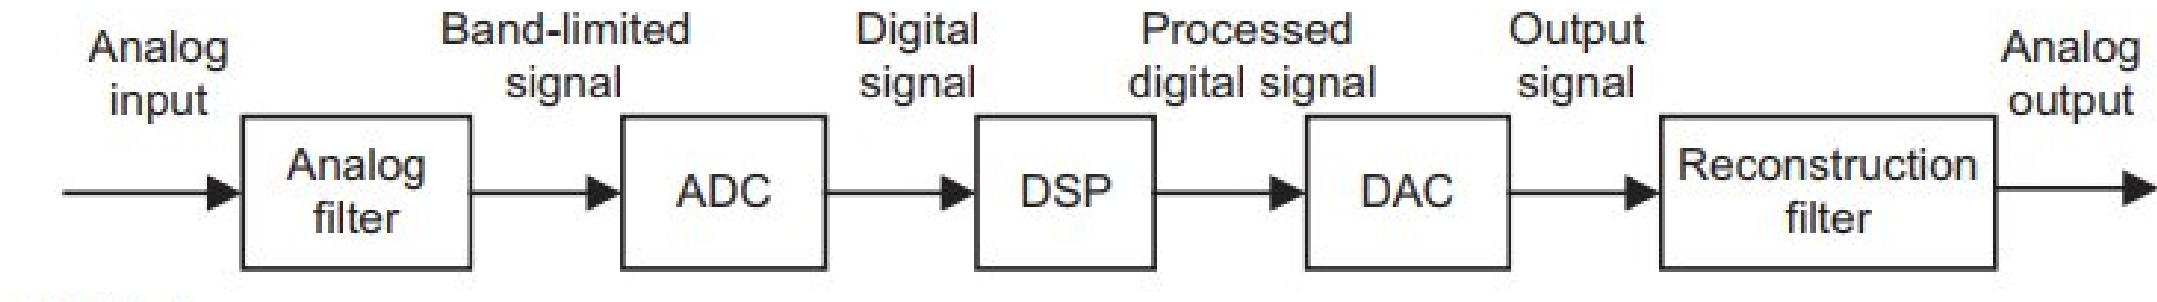 Analog
input
Band-limited
signal
Digital
signal
Processed
digital signal
Output
signal
Analog
output
Analog
filter
ADC
DSP
DAC
Reconstruction
filter